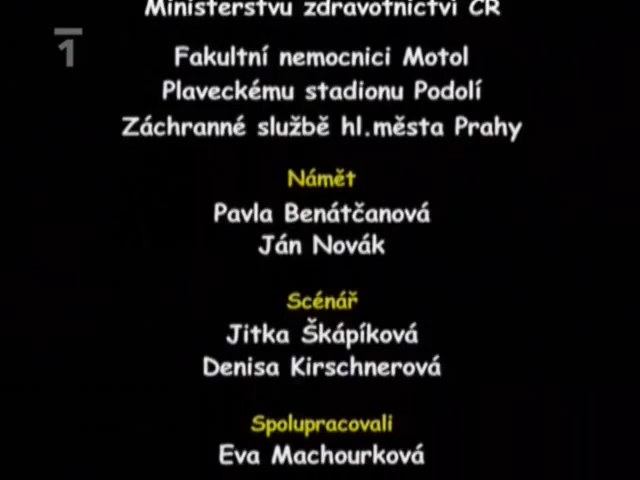 Ministerstvu zdravotnictví ČR
1
Fakultní nemocnici Motol
Plaveckému stadionu Podolí
Záchranné službě hl.města Prahy
Námět
Pavla Benátčanová
Ján Novák
Scénář
Jitka Škápíková
Denisa Kirschnerová
Spolupracovali
Eva Machourková